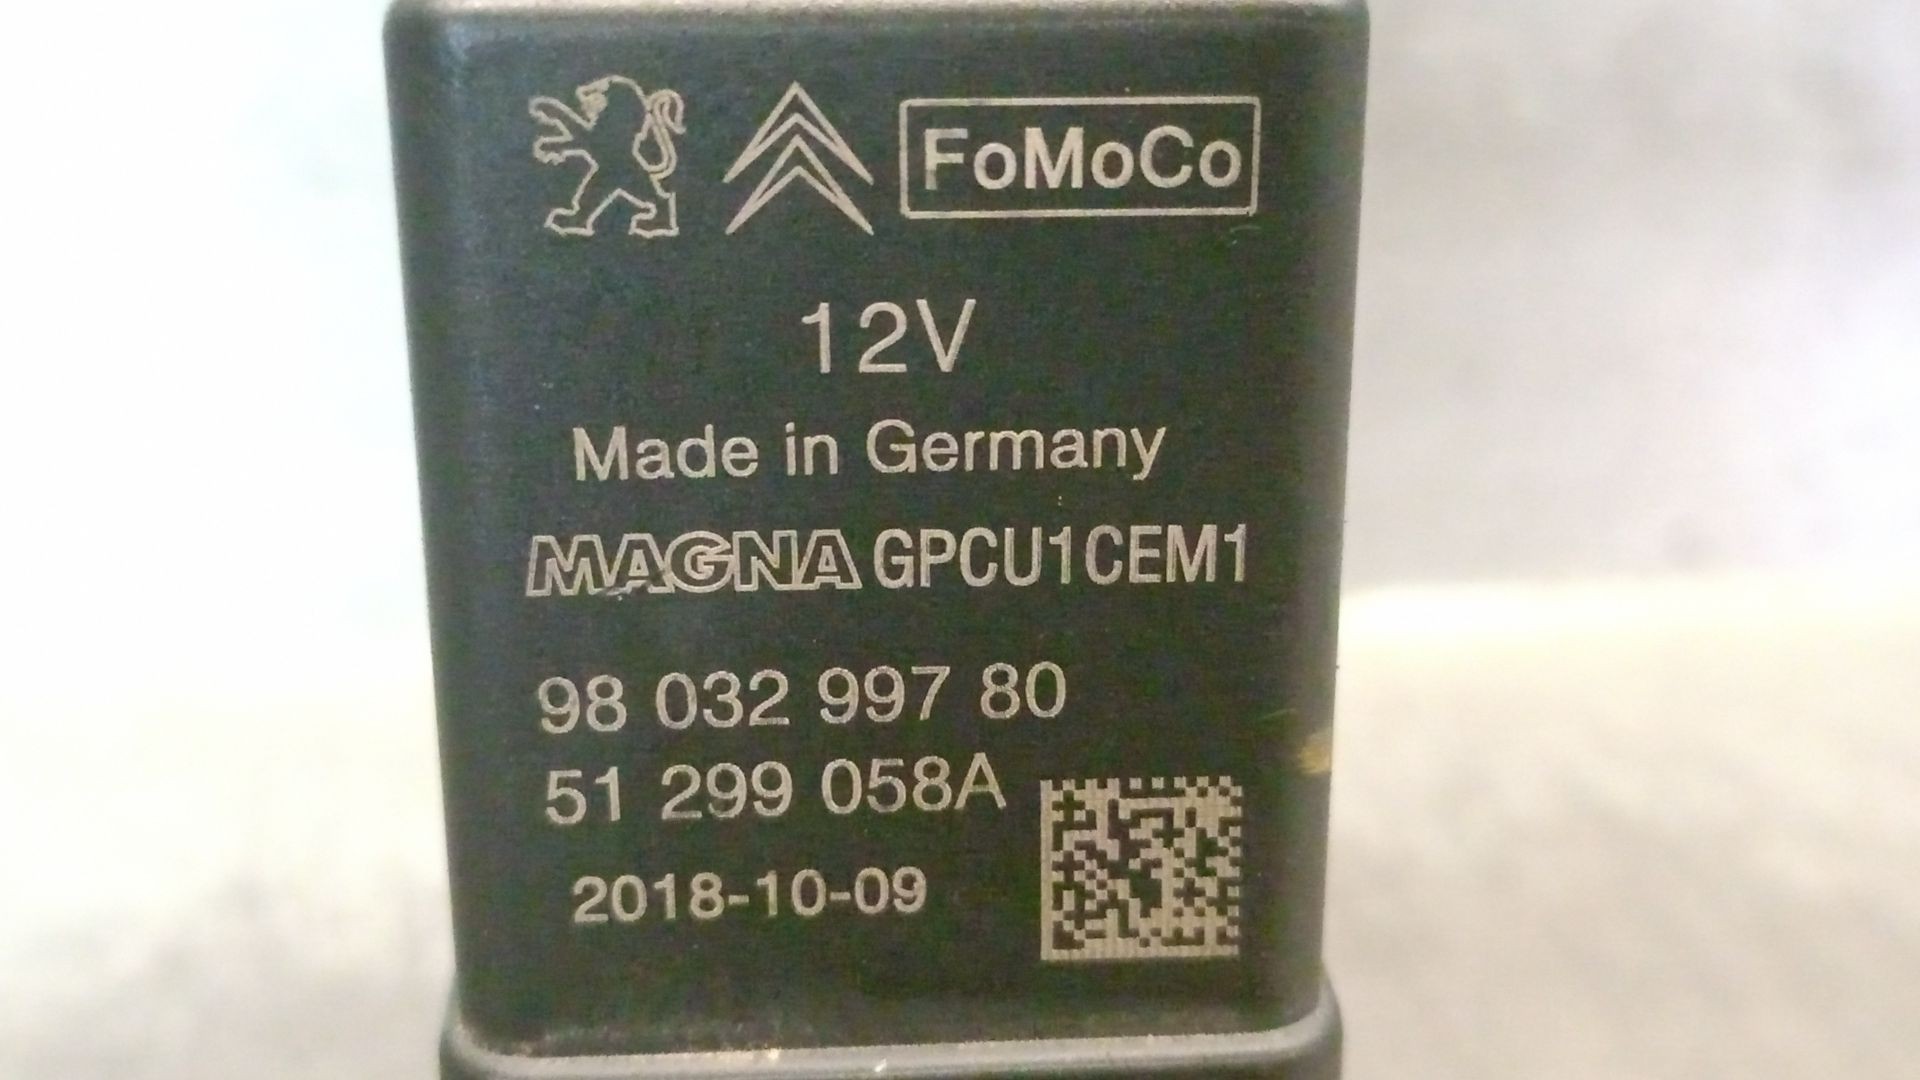 FoMoCo
12V
Made in Germany
MAGNA GPCU1CEM1
98 032 997 80
51 299 058A
2018-10-09